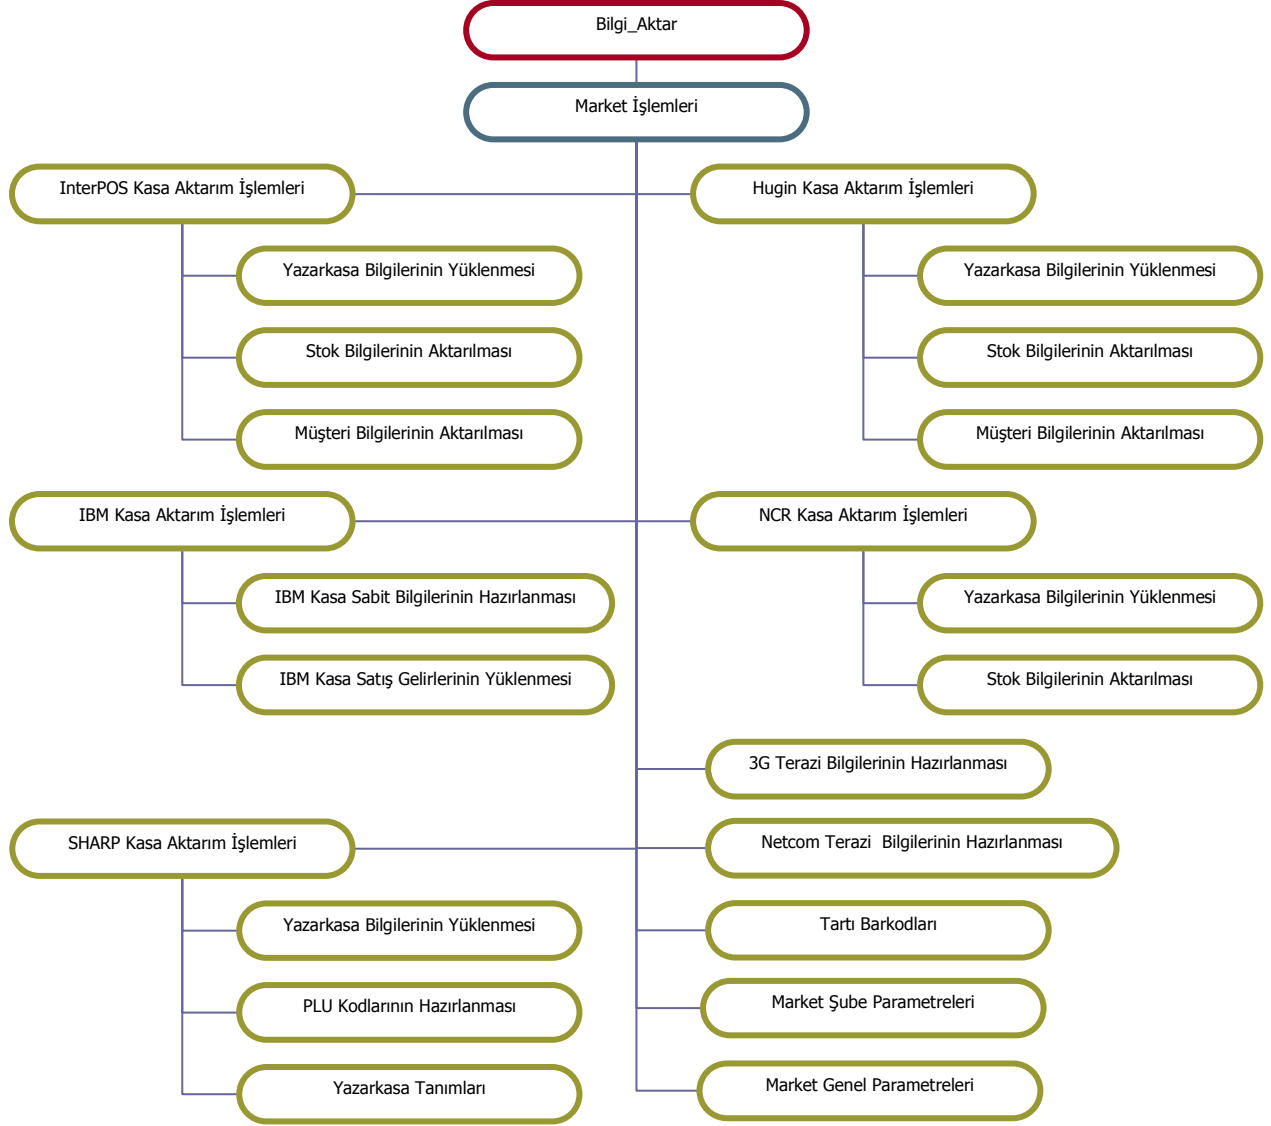 Bilgi_Aktar
Market İşlemleri
InterPOS Kasa Aktarım İşlemleri
Hugin Kasa Aktarım İşlemleri
Yazarkasa Bilgilerinin Yüklenmesi
Yazarkasa Bilgilerinin Yüklenmesi
Stok Bilgilerinin Aktarılması
Stok Bilgilerinin Aktarılması
Müşteri Bilgilerinin Aktarılması
Müşteri Bilgilerinin Aktarılması
IBM Kasa Aktarım İşlemleri
NCR Kasa Aktarım İşlemleri
IBM Kasa Sabit Bilgilerinin Hazırlanması
Yazarkasa Bilgilerinin Yüklenmesi
IBM Kasa Satış Gelirlerinin Yüklenmesi
Stok Bilgilerinin Aktarılması
3G Terazi Bilgilerinin Hazırlanması
SHARP Kasa Aktarım İşlemleri
Netcom Terazi  Bilgilerinin Hazırlanması
Yazarkasa Bilgilerinin Yüklenmesi
Tartı Barkodları
PLU Kodlarının Hazırlanması
Market Şube Parametreleri
Yazarkasa Tanımları
Market Genel Parametreleri